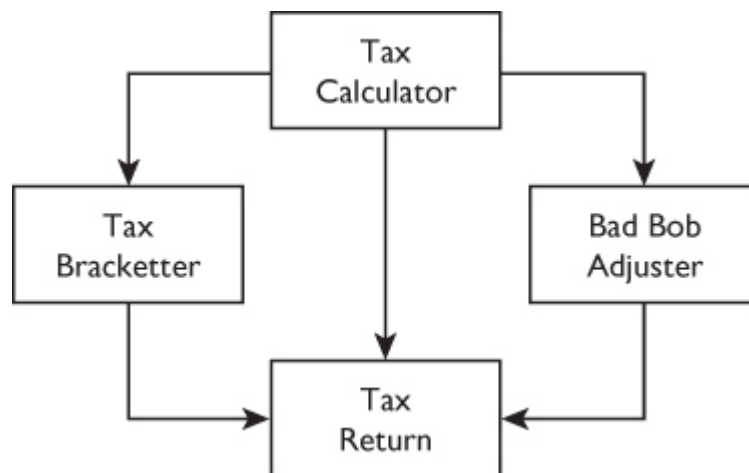 Tax
Calculator
Tax
Bracketter
Bad Bob
Adjuster
Tax
Return